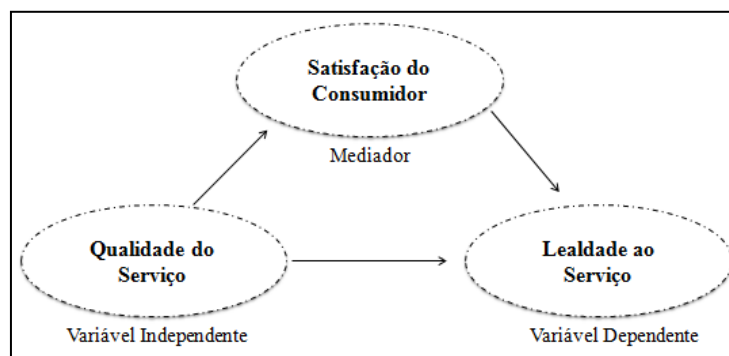 Satisfação do
Consumidor
Mediador
Qualidade do
Serviço
Lealdade ao
Serviço
Variável Independente
Variável Dependente